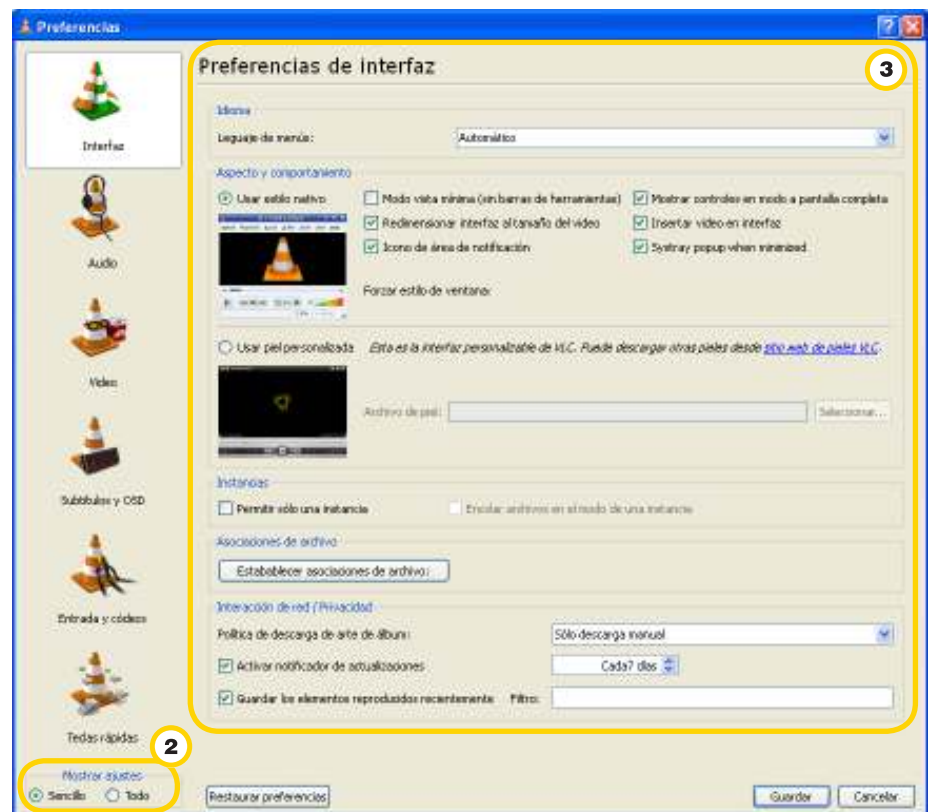 Preferencias
Interfaz
Audio
Video
Subtítulos y OSD
Entrada y códecs
Teclas rápidas
2
Mostrar ajustes
Sencillo Todo
3
Preferencias de interfaz
Idioma
Leguaje de menús: Automático
Aspecto y comportamiento
Usar estilo nativo
Modo vista mínima (sin barras de herramientas)
Mostrar controles en modo a pantalla completa
Redimensionar interfaz al tamaño del video
Insertar video en interfaz
Icono de área de notificación
Systray popup when minimized
Forzar estilo de ventana:
Usar piel personalizada
Esta es la interfaz personalizable de VLC. Puede descargar otras pieles desde sitio web de pieles VLC.
Archivo de piel: Seleccionar...
Instancias
Permitir sólo una instancia
Encolar archivos en el modo de una instancia
Asociaciones de archivo
Estabablecer asociaciones de archivo:
Interacción de red / Privacidad
Política de descarga de arte de álbum: Sólo descarga manual
Activar notificador de actualizaciones Cada7 días
Guardar los elementos reproducidos recientemente Filtro:
Restaurar preferencias Guardar Cancelar